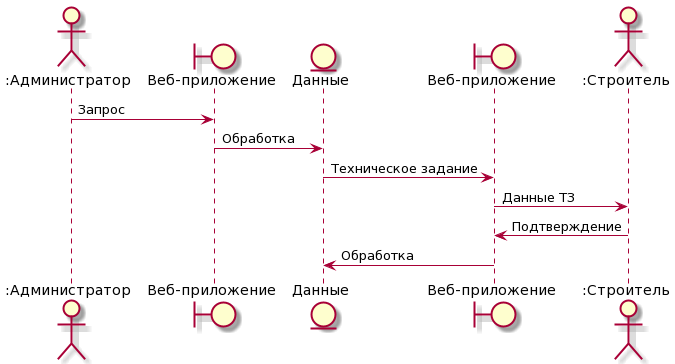 :Администратор
Веб-приложение
Данные
Веб-приложение
:Строитель
Запрос
Обработка
Техническое задание
Данные ТЗ
Подтверждение
Обработка
:Администратор
Веб-приложение
Данные
Веб-приложение
:Строитель